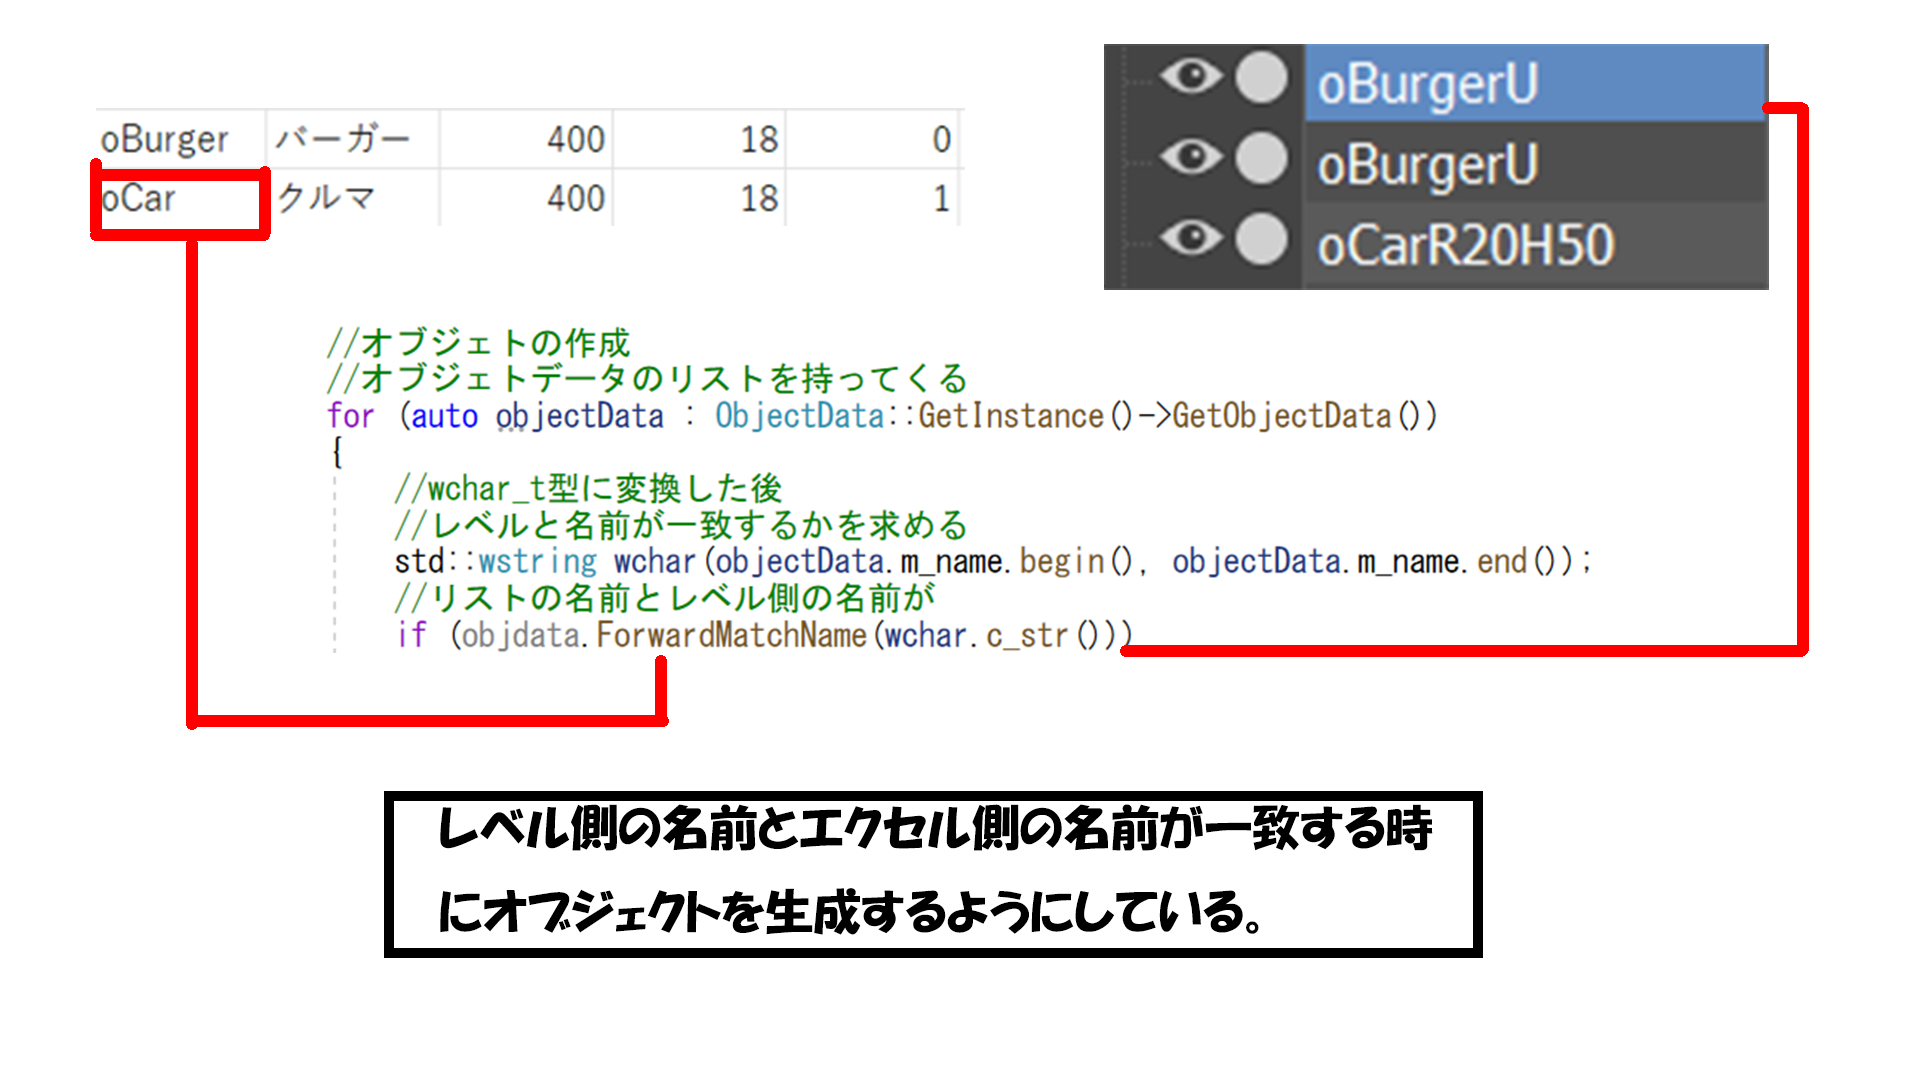 oBurger バーガー 400 18 0
oCar クルマ 400 18 1
oBurgerU
oBurgerU
oCarR20H50
//オブジェトの作成
//オブジェトデータのリストを持ってくる
for (auto objectData : ObjectData::GetInstance()->GetObjectData())
{
//wchar_t型に変換した後
//レベルと名前が一致するかを求める
std::wstring wchar(objectData.m_name.begin(), objectData.m_name.end());
//リストの名前とレベル側の名前が
if (objdata.ForwardMatchName(wchar.c_str()))
レベル側の名前とエクセル側の名前が一致する時
にオブジェクトを生成するようにしている。